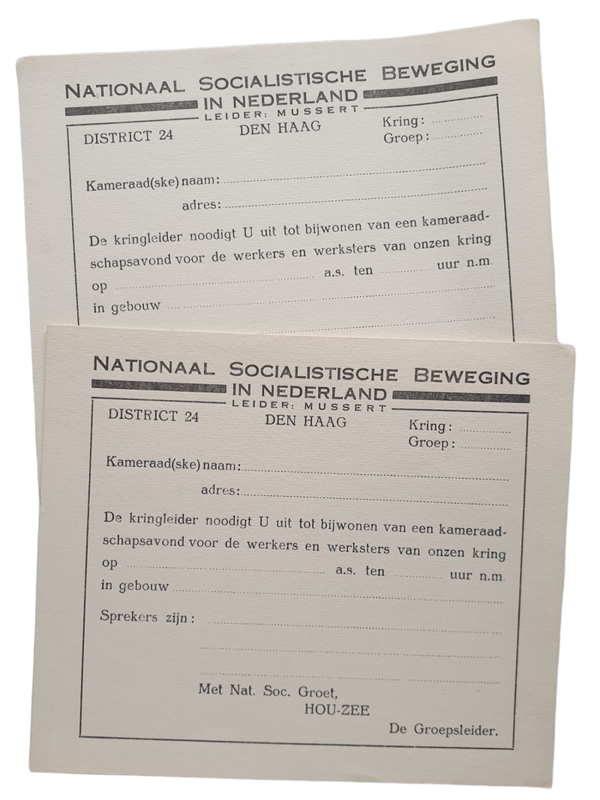 NATIONAAL SOCIALISTISCHE BEWEGING
IN NEDERLAND
LEIDER: MUSSERT
DISTRICT 24 DEN HAAG Kring:
Groep:
Kameraad(ske) naam:
adres:
De kringleider noodigt U uit tot bijwonen van een kameraad-
schapsavond voor de werkers en werksters van onzen kring
op a.s. ten uur n.m.
in gebouw
NATIONAAL SOCIALISTISCHE BEWEGING
IN NEDERLAND
LEIDER: MUSSERT
DISTRICT 24 DEN HAAG Kring:
Groep:
Kameraad(ske) naam:
adres:
De kringleider noodigt U uit tot bijwonen van een kameraad-
schapsavond voor de werkers en werksters van onzen kring
op a.s. ten uur n.m.
in gebouw
Sprekers zijn:
Met Nat. Soc. Groet,
HOU-ZEE
De Groepsleider.